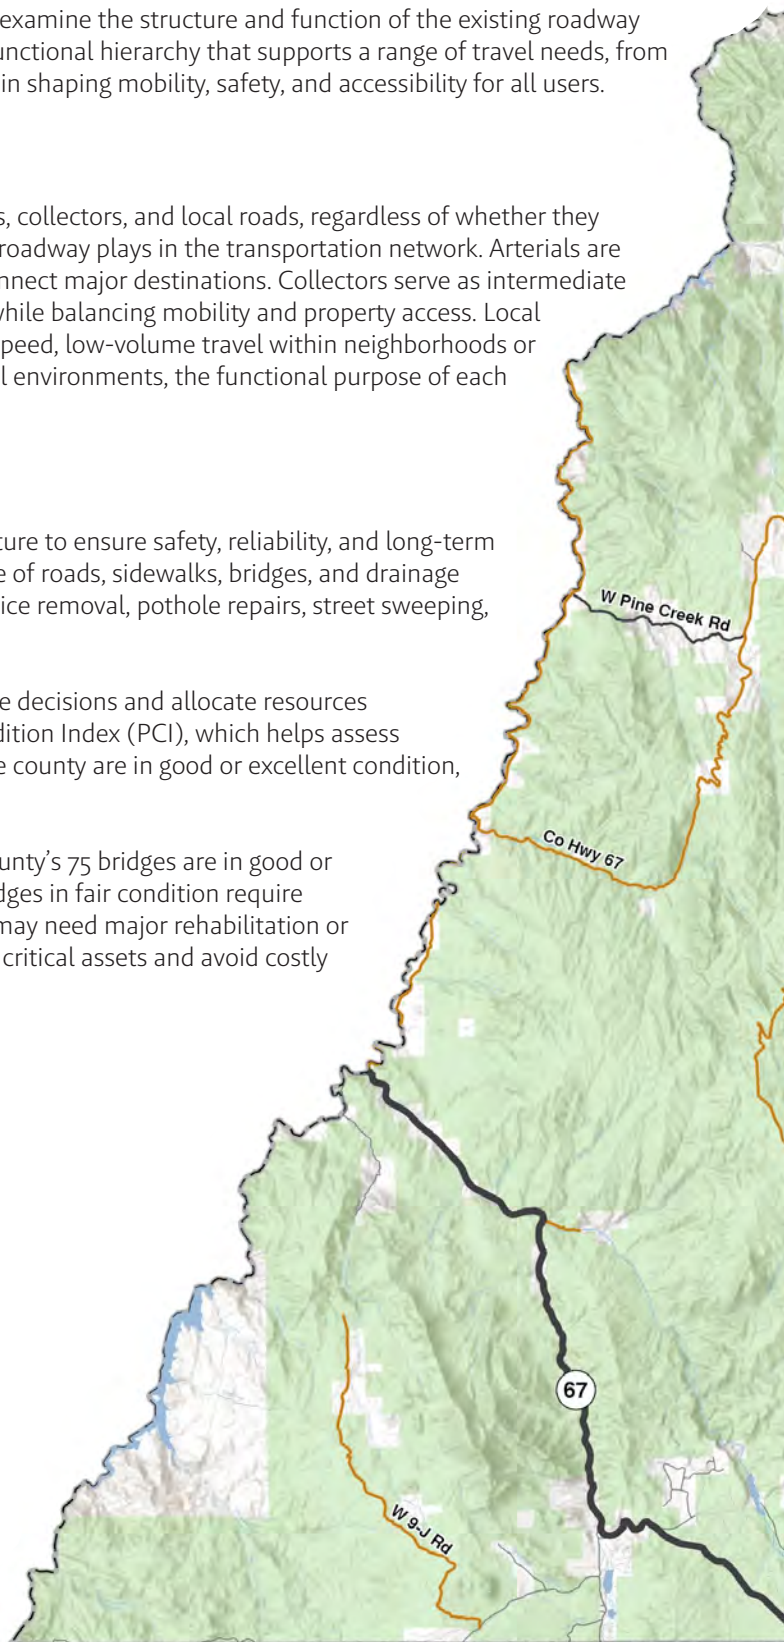 examine the structure and function of the existing roadway
unctional hierarchy that supports a range of travel needs, from
in shaping mobility, safety, and accessibility for all users.
s, collectors, and local roads, regardless of whether they
roadway plays in the transportation network. Arterials are
nnect major destinations. Collectors serve as intermediate
while balancing mobility and property access. Local
peed, low-volume travel within neighborhoods or
l environments, the functional purpose of each
ture to ensure safety, reliability, and long-term
e of roads, sidewalks, bridges, and drainage
ice removal, pothole repairs, street sweeping,
W Pine Creek Rd
e decisions and allocate resources
dition Index (PCI), which helps assess
e county are in good or excellent condition,
Co Hwy 67
unty’s 75 bridges are in good or
dges in fair condition require
may need major rehabilitation or
critical assets and avoid costly
67
W 9-J Rd